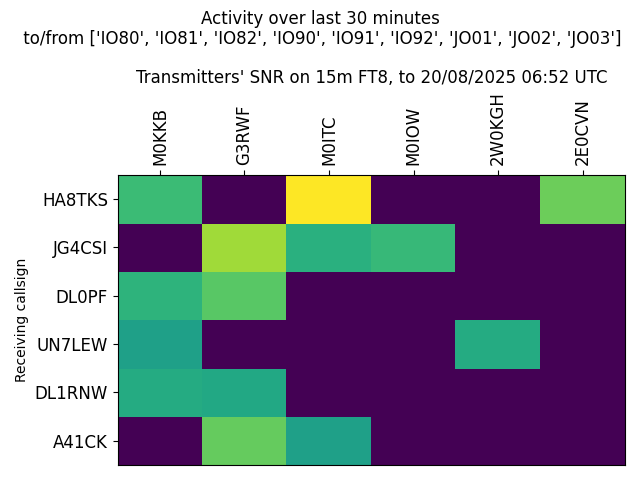 Activity over last 30 minutes
to/from ['IO80', 'IO81', 'IO82', 'IO90', 'IO91', 'IO92', 'JO01', 'JO02', 'JO03']
Transmitters' SNR on 15m FT8, to 20/08/2025 06:52 UTC
M0KKB
G3RWF
M0ITC
M0IOW
2W0KGH
2E0CVN
Receiving callsign
HA8TKS
JG4CSI
DL0PF
UN7LEW
DL1RNW
A41CK